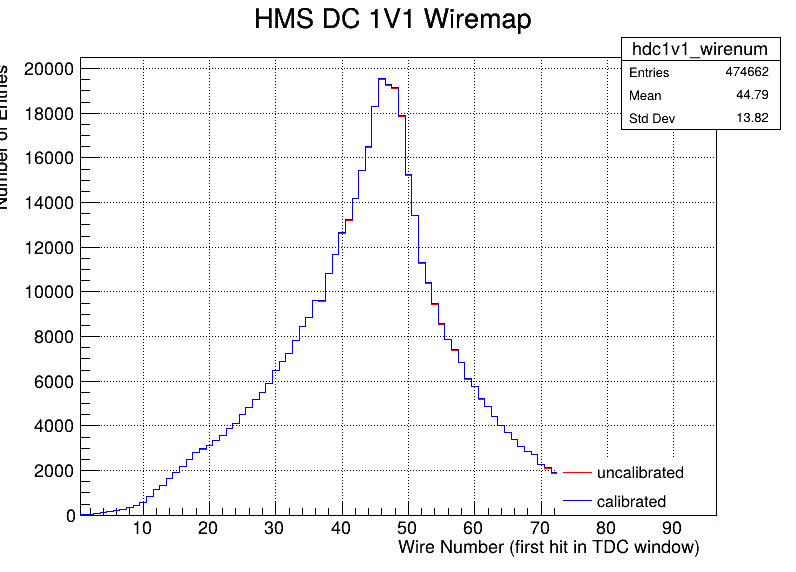 HMS DC 1V1 Wiremap
hdc1v1_wirenum
Entries 474662
Mean 44.79
Std Dev 13.82
Number of Entries
20000
18000
16000
14000
12000
10000
8000
6000
4000
2000
0
uncalibrated
calibrated
10 20 30 40 50 60 70 80 90
Wire Number (first hit in TDC window)